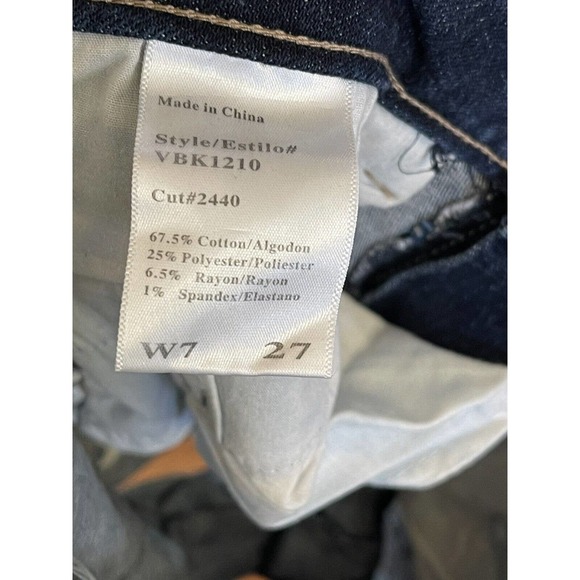 Made in China
Style/Estilo#
VBK1210
Cut#2440
67.5% Cotton/Algodon
25% Polyester/Poliester
6.5% Rayon/Rayon
1% Spandex/Elastano
W7 27